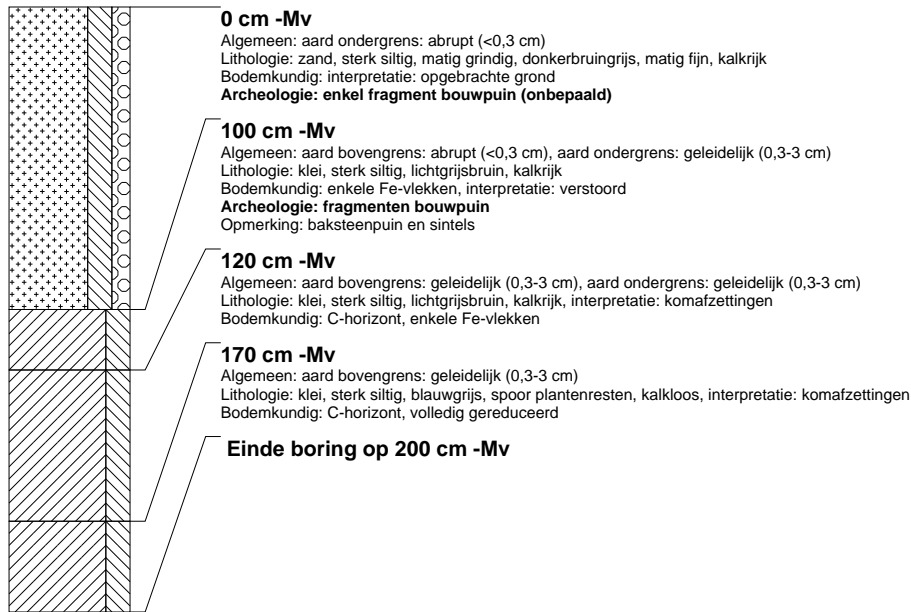 0 cm -Mv
Algemeen: aard ondergrens: abrupt (<0,3 cm)
Lithologie: zand, sterk siltig, matig grindig, donkerbruingrijs, matig fijn, kalkrijk
Bodemkundig: interpretatie: opgebrachte grond
Archeologie: enkel fragment bouwpuin (onbepaald)
100 cm -Mv
Algemeen: aard bovengrens: abrupt (<0,3 cm), aard ondergrens: geleidelijk (0,3-3 cm)
Lithologie: klei, sterk siltig, lichtgrijsbruin, kalkrijk
Bodemkundig: enkele Fe-vlekken, interpretatie: verstoord
Archeologie: fragmenten bouwpuin
Opmerking: baksteenpuin en sintels
120 cm -Mv
Algemeen: aard bovengrens: geleidelijk (0,3-3 cm), aard ondergrens: geleidelijk (0,3-3 cm)
Lithologie: klei, sterk siltig, lichtgrijsbruin, kalkrijk, interpretatie: komafzettingen
Bodemkundig: C-horizont, enkele Fe-vlekken
170 cm -Mv
Algemeen: aard bovengrens: geleidelijk (0,3-3 cm)
Lithologie: klei, sterk siltig, blauwgrijs, spoor plantenresten, kalkloos, interpretatie: komafzettingen
Bodemkundig: C-horizont, volledig gereduceerd
Einde boring op 200 cm -Mv